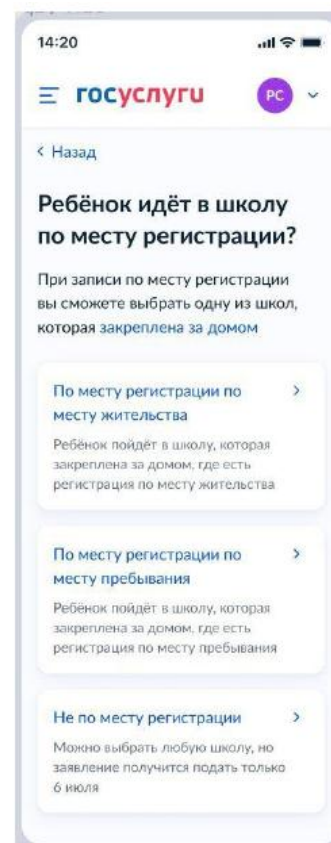 14:20
госуслуги
РС
Назад
Ребёнок идёт в школу
по месту регистрации?
При записи по месту регистрации
вы сможете выбрать одну из школ,
которая закреплена за домом
По месту регистрации по
месту жительства
Ребёнок пойдёт в школу, которая
закреплена за домом, где есть
регистрация по месту жительства
По месту регистрации по
месту пребывания
Ребёнок пойдёт в школу, которая
закреплена за домом, где есть
регистрация по месту пребывания
Не по месту регистрации
Можно выбрать любую школу, но
заявление получится подать только
6 июля